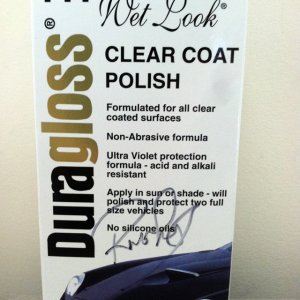 Wet Look®
CLEAR COAT
POLISH
Duragloss®
Formulated for all clear
coated surfaces
Non-Abrasive formula
Ultra Violet protection
formula - acid and alkali
resistant
Apply in sun or shade - will
polish and protect two full
size vehicles
No silicone oils